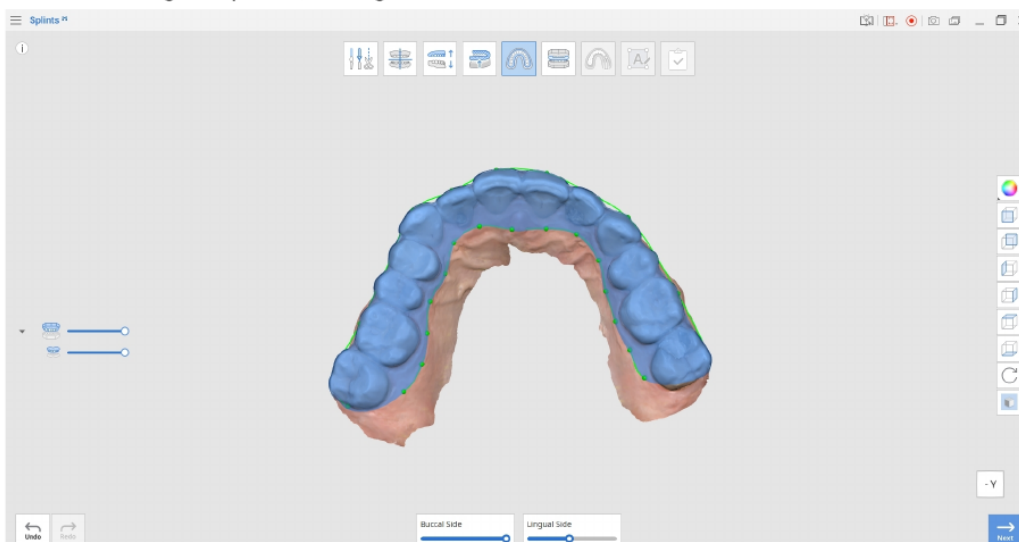 Splints
i
A
- Y
Undo
Redo
Buccal Side
Lingual Side
Next